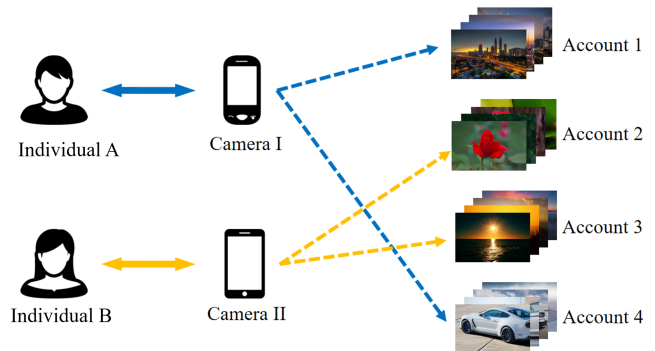 Account 1
Individual A
Camera I
Account 2
Account 3
Individual B
Camera II
Account 4